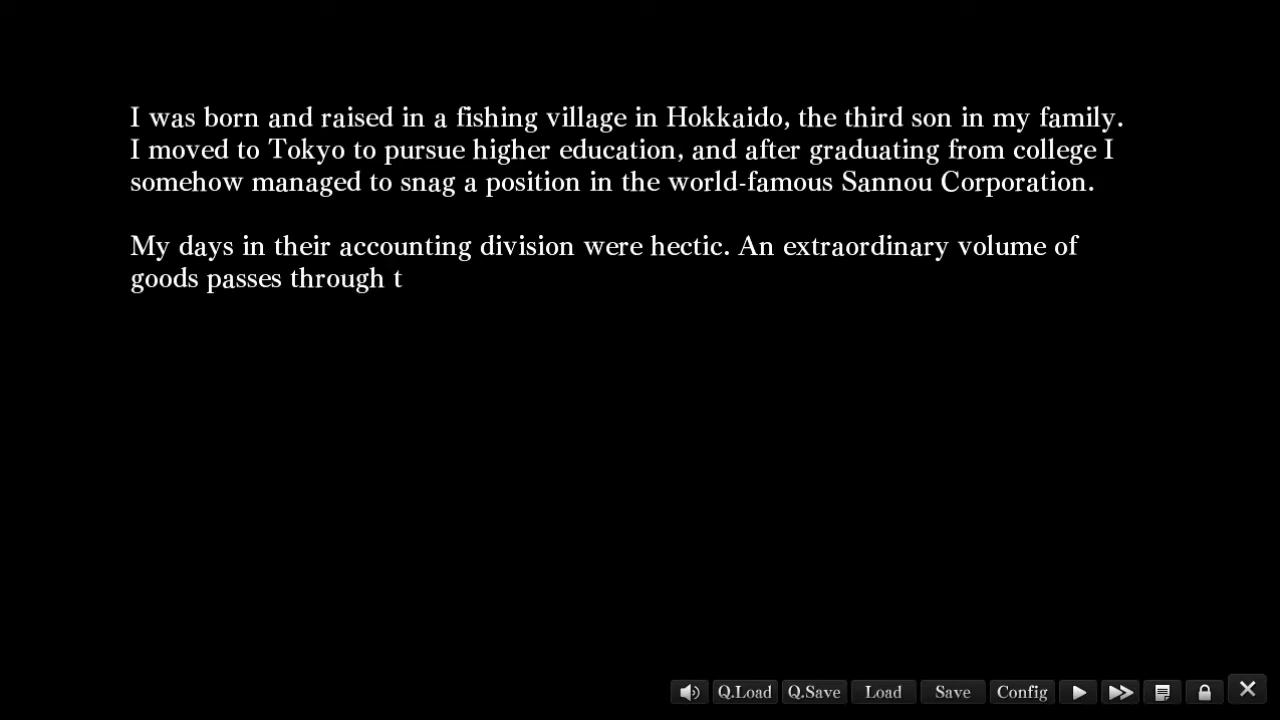 I was born and raised in a fishing village in Hokkaido, the third son in my family.
I moved to Tokyo to pursue higher education, and after graduating from college I
somehow managed to snag a position in the world-famous Sannou Corporation.
My days in their accounting division were hectic. An extraordinary volume of
goods passes through t
Q.Load Q.Save Load Save Config